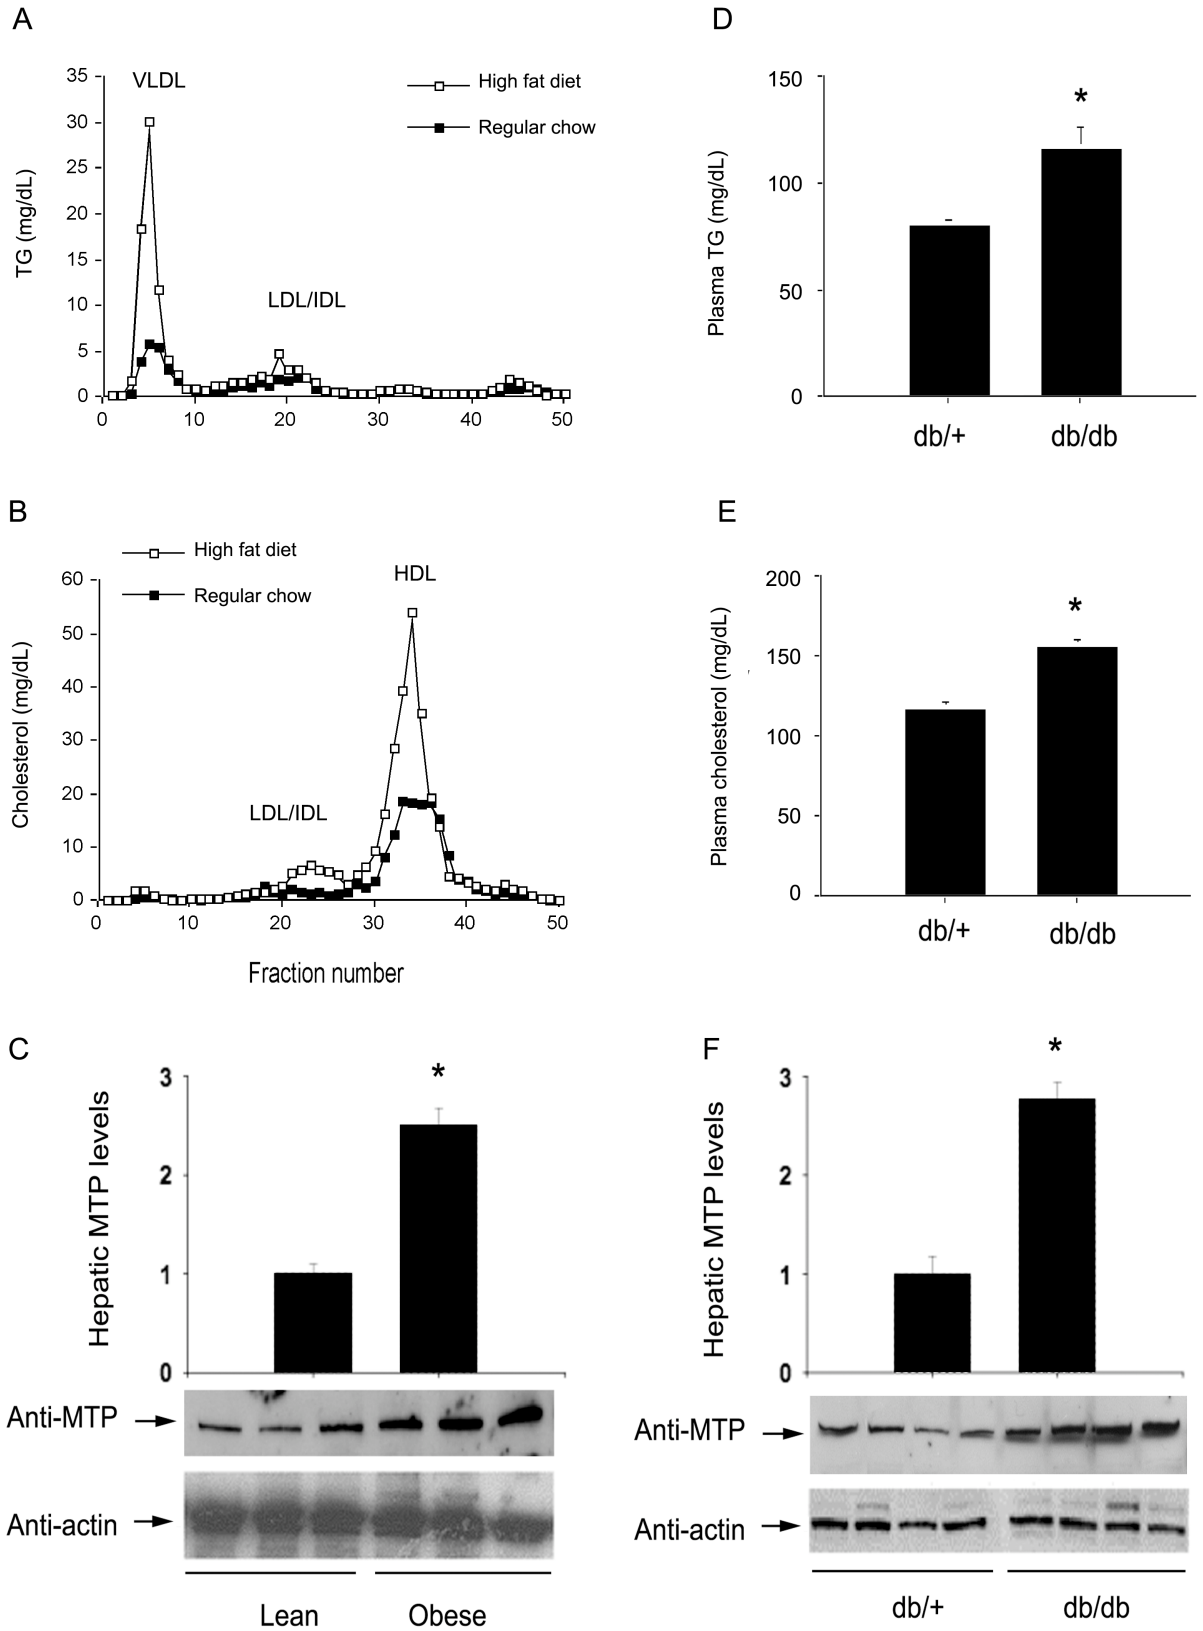 A
35
30
25
20
15
10
5
0
TG (mg/dL)
VLDL
LDL/IDL
High fat diet
Regular chow
0 10 20 30 40 50
D
150
100
50
0
Plasma TG (mg/dL)
*
db/+ db/db
B
High fat diet
Regular chow
60
50
40
30
20
10
0
Cholesterol (mg/dL)
HDL
LDL/IDL
0 10 20 30 40 50
Fraction number
E
200
150
100
50
0
Plasma cholesterol (mg/dL)
*
db/+ db/db
C
3
2
1
0
Hepatic MTP levels
*
Anti-MTP
Anti-actin
Lean Obese
F
3
2
1
0
Hepatic MTP levels
*
Anti-MTP
Anti-actin
db/+ db/db